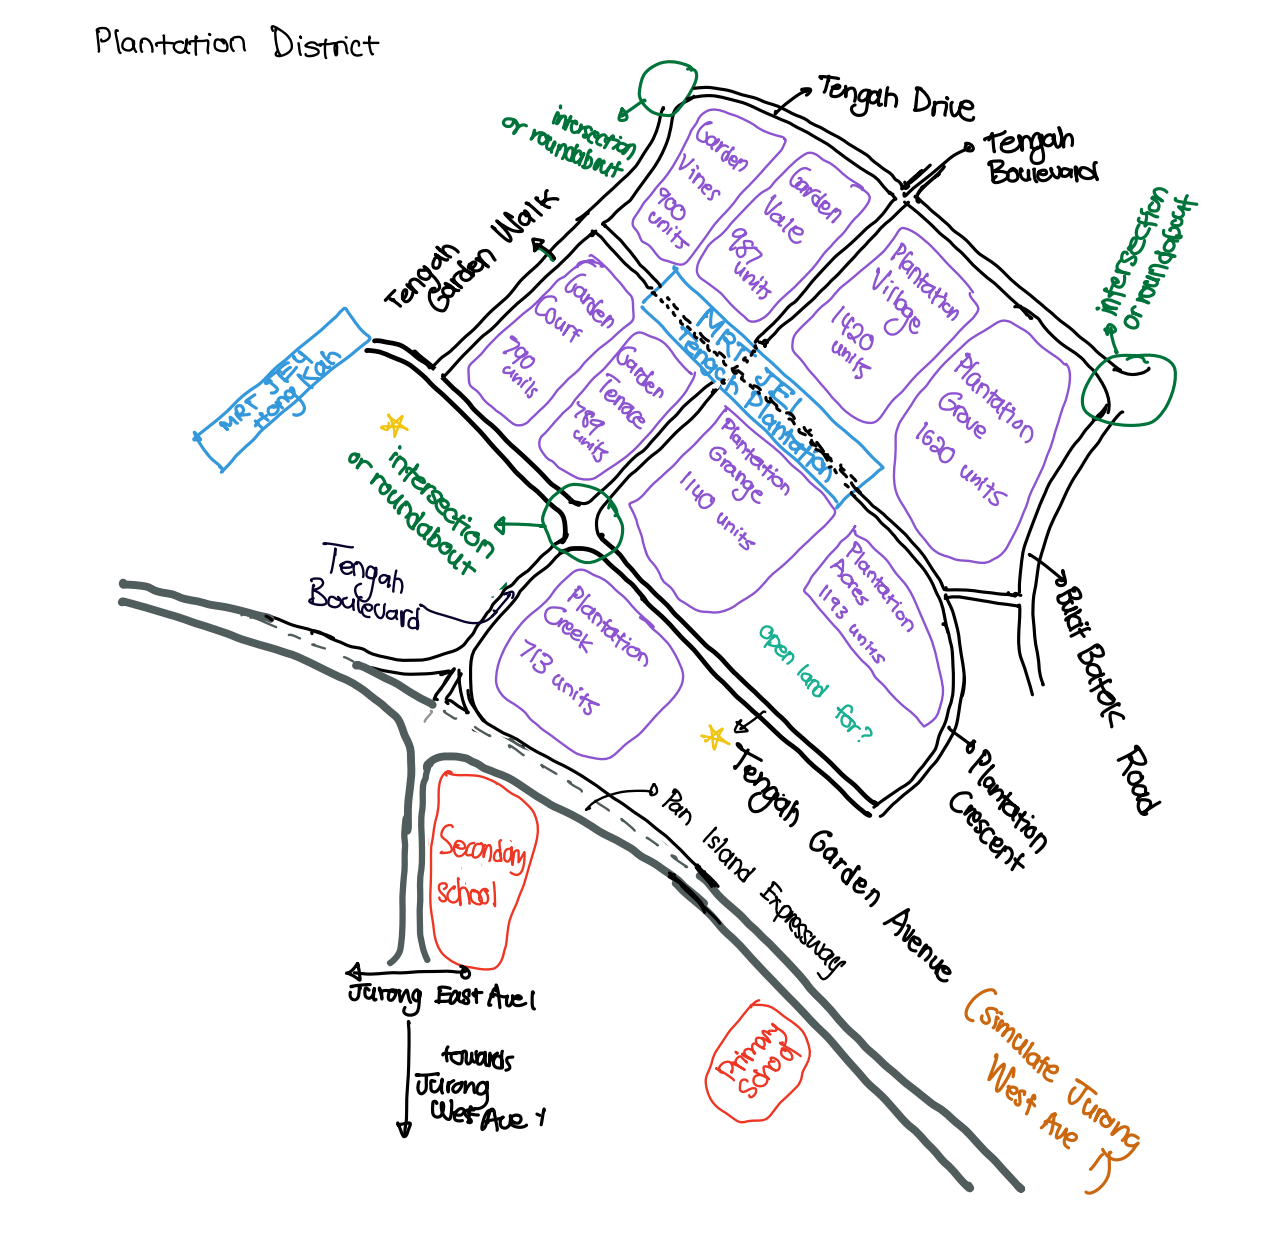 Plantation District
Tengah Drive
Tengah
Boulevard
intersection
or roundabout
Garden
Vines
900
units
Garden
Vale
987
units
intersection
or roundabout
Tengah
Garden Walk
Plantation
Village
1420
units
Garden
Court
790
units
MRT JE1
Tengah Plantation
MRT JE4
Hong Kah
Garden
Terrace
789
units
Plantation
Grove
1620 units
Plantation
Grange
1140 units
intersection
or roundabout
Tengah
Boulevard
Plantation
Acres
1193 units
Plantation
Creek
713 units
open land for?
Bukit Batok Road
Plantation
Crescent
Tengah Garden Avenue
Pan Island Expressway
Secondary
school
Jurong East Ave 1
towards
Jurong
West Ave 4
Primary
School
(simulate Jurong
West Ave 1)